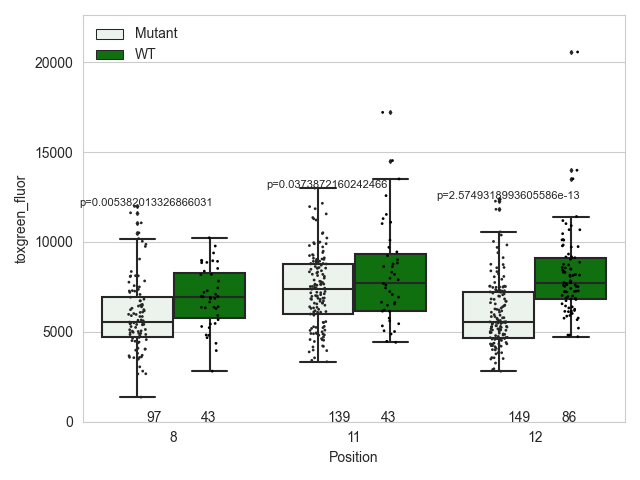 Mutant
WT
toxgreen_fluor
20000
15000
10000
5000
0
p=0.005382013326866031
p=0.0373872160242466
p=2.5749318993605586e-13
97 43 139 43 149 86
8 11 12
Position